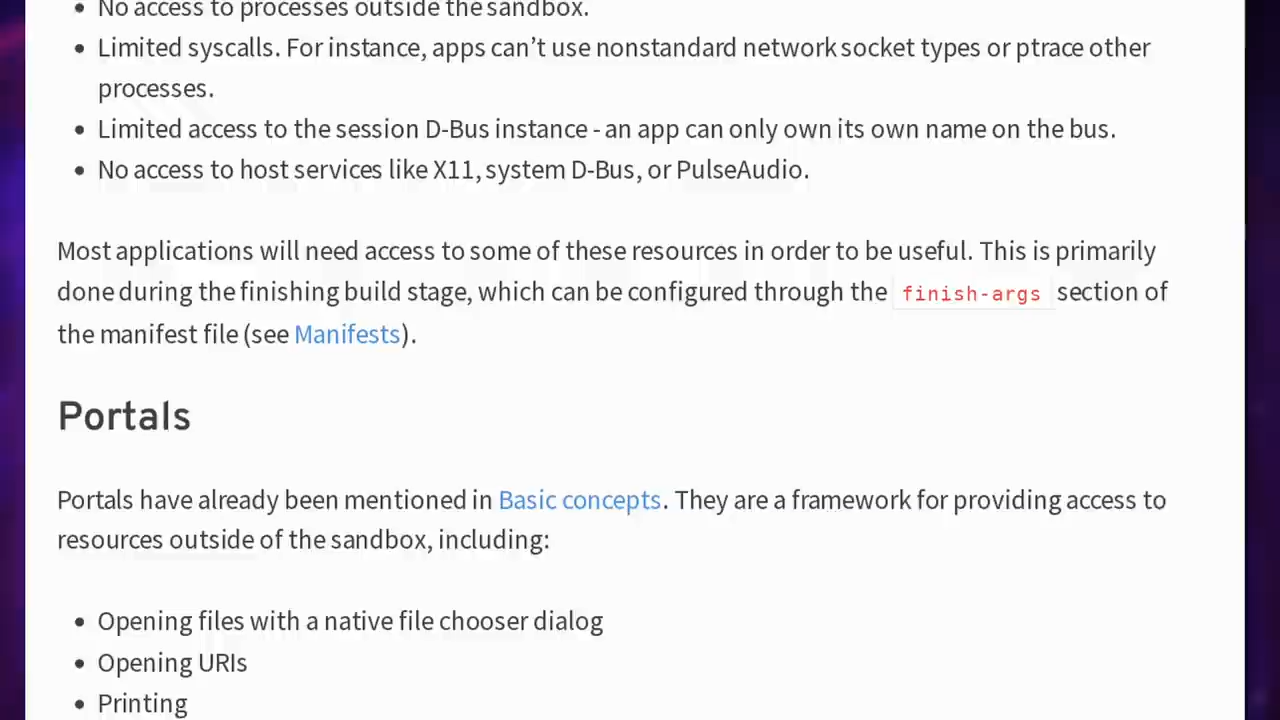 • No access to processes outside the sandbox.
• Limited syscalls. For instance, apps can’t use nonstandard network socket types or ptrace other
processes.
• Limited access to the session D-Bus instance - an app can only own its own name on the bus.
• No access to host services like X11, system D-Bus, or PulseAudio.
Most applications will need access to some of these resources in order to be useful. This is primarily
done during the finishing build stage, which can be configured through the finish-args section of
the manifest file (see Manifests).
Portals
Portals have already been mentioned in Basic concepts. They are a framework for providing access to
resources outside of the sandbox, including:
• Opening files with a native file chooser dialog
• Opening URIs
• Printing